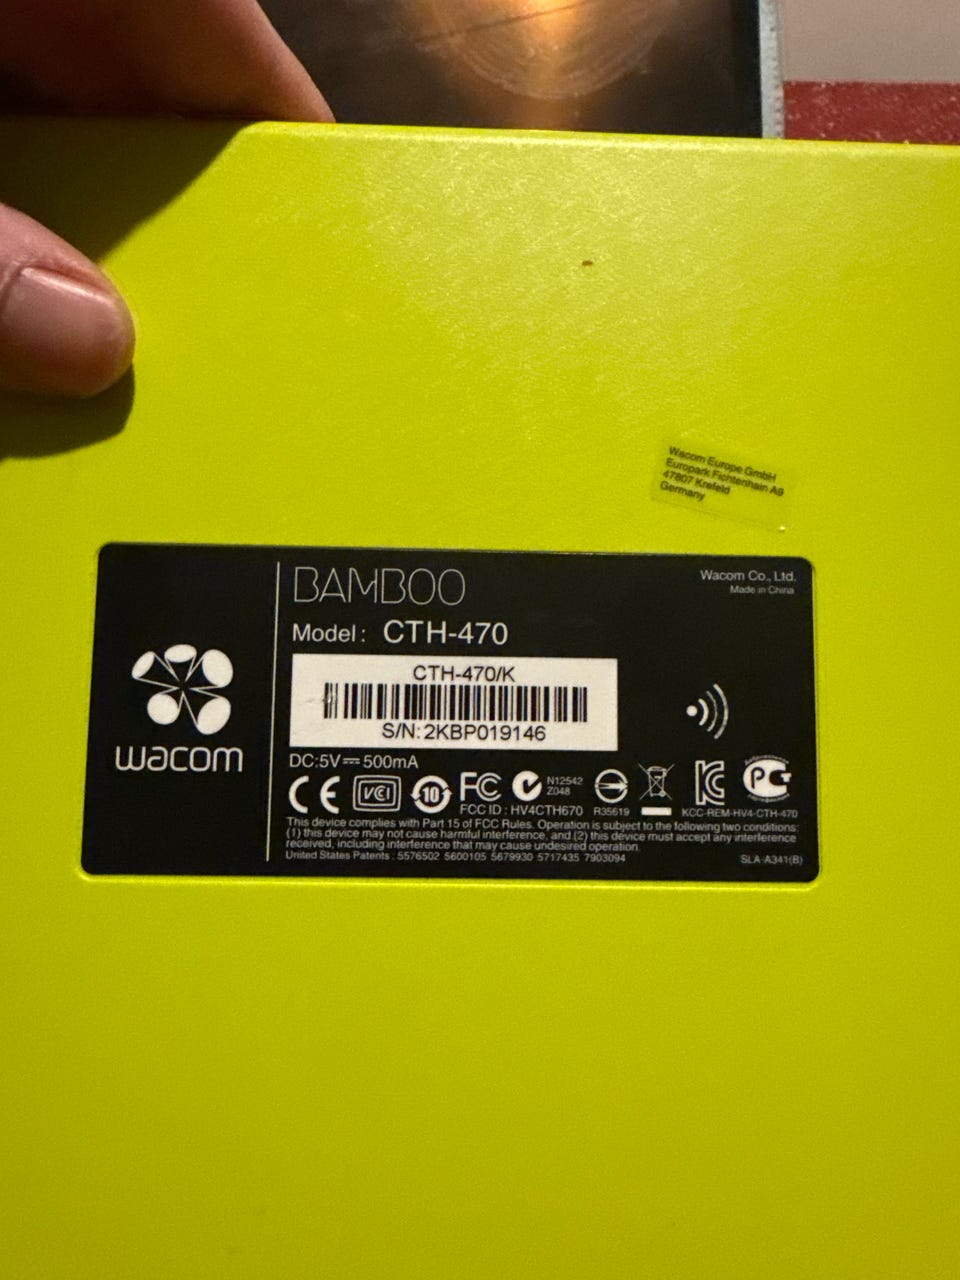 Wacom Europe GmbH
Europark Fichtenhain A9
47807 Krefeld
Germany
BAMBOO
Wacom Co., Ltd.
Made in China
Model: CTH-470
CTH-470/K
S/N: 2KBP019146
wacom
DC:5V⎓500mA
CE VCI 10 FC N12542
Z048
FCC ID : HV4CTH670 R35619 KCC-REM-HV4-CTH-470
This device complies with Part 15 of FCC Rules. Operation is subject to the following two conditions:
(1) this device may not cause harmful interference, and (2) this device must accept any interference
received, including interference that may cause undesired operation.
United States Patents : 5576502 5600105 5679930 5717435 7903094
SLA-A341(B)